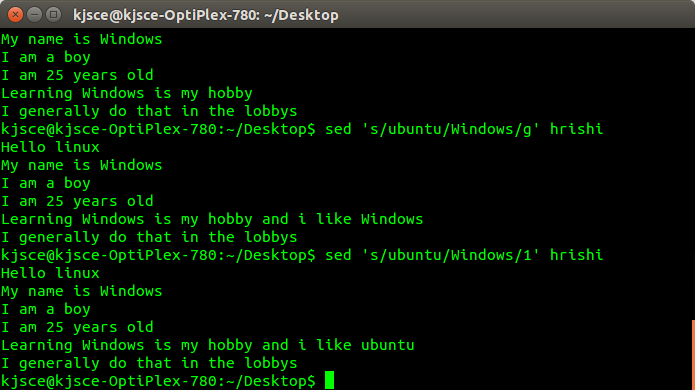 kjsce@kjsce-OptiPlex-780: ~/Desktop
My name is Windows
I am a boy
I am 25 years old
Learning Windows is my hobby
I generally do that in the lobbys
kjsce@kjsce-OptiPlex-780:~/Desktop$ sed 's/ubuntu/Windows/g' hrishi
Hello linux
My name is Windows
I am a boy
I am 25 years old
Learning Windows is my hobby and i like Windows
I generally do that in the lobbys
kjsce@kjsce-OptiPlex-780:~/Desktop$ sed 's/ubuntu/Windows/1' hrishi
Hello linux
My name is Windows
I am a boy
I am 25 years old
Learning Windows is my hobby and i like ubuntu
I generally do that in the lobbys
kjsce@kjsce-OptiPlex-780:~/Desktop$